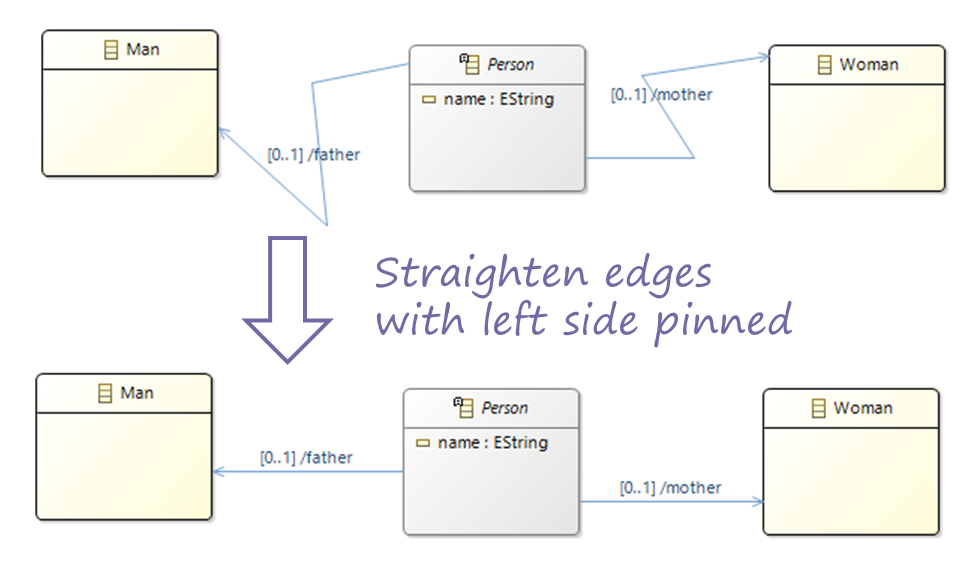 Man
Person
Woman
name : EString
[0..1] /mother
[0..1] /father
Straighten edges
with left side pinned
Man
Person
Woman
name : EString
[0..1] /father
[0..1] /mother